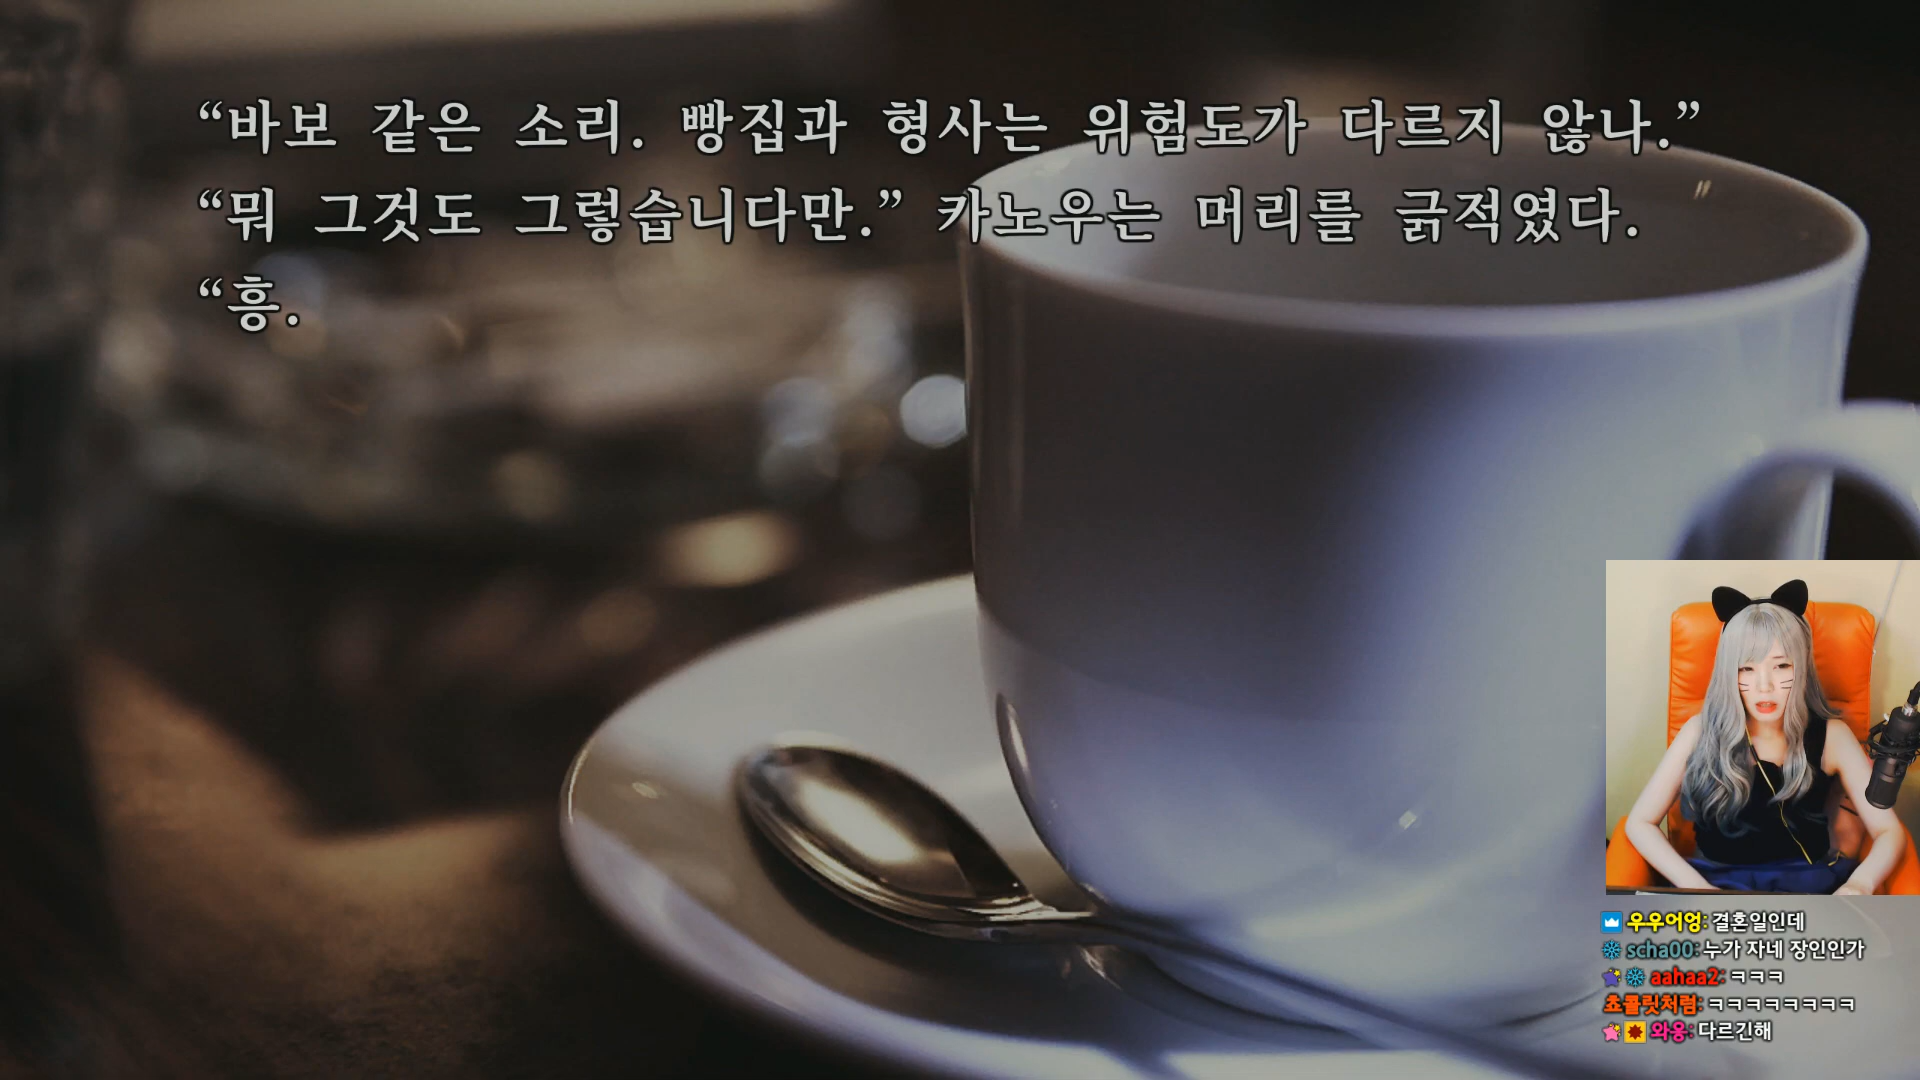 “바보 같은 소리. 빵집과 형사는 위험도가 다르지 않나.”
“뭐 그것도 그렇습니다만.” 카노우는 머리를 긁적였다.
“흥.
우우어엉: 결혼일인데
scha00: 누가 자네 장인인가
aahaa2: ㅋㅋㅋ
쵸콜릿처럼: ㅋㅋㅋㅋㅋㅋㅋㅋ
와웅: 다르긴해